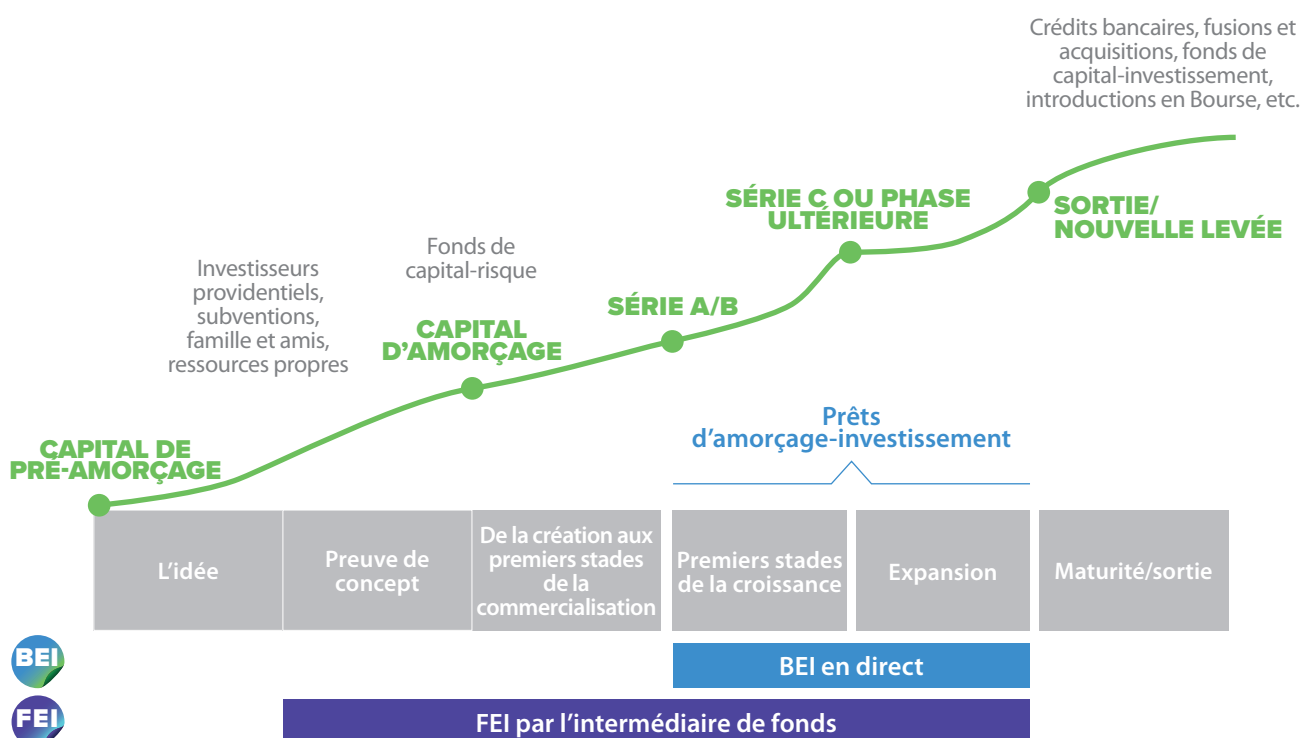 Crédits bancaires, fusions et
acquisitions, fonds de
capital-investissement,
introductions en Bourse, etc.
SÉRIE C OU PHASE
ULTÉRIEURE
SORTIE/
NOUVELLE LEVÉE
Fonds de
capital-risque
Investisseurs
providentiels,
subventions,
famille et amis,
ressources propres
SÉRIE A/B
CAPITAL
D’AMORÇAGE
CAPITAL DE
PRÉ-AMORÇAGE
Prêts
d’amorçage-investissement
L’idée
Preuve de
concept
De la création aux
premiers stades
de la
commercialisation
Premiers stades
de la croissance
Expansion
Maturité/sortie
BEI
BEI en direct
FEI
FEI par l’intermédiaire de fonds